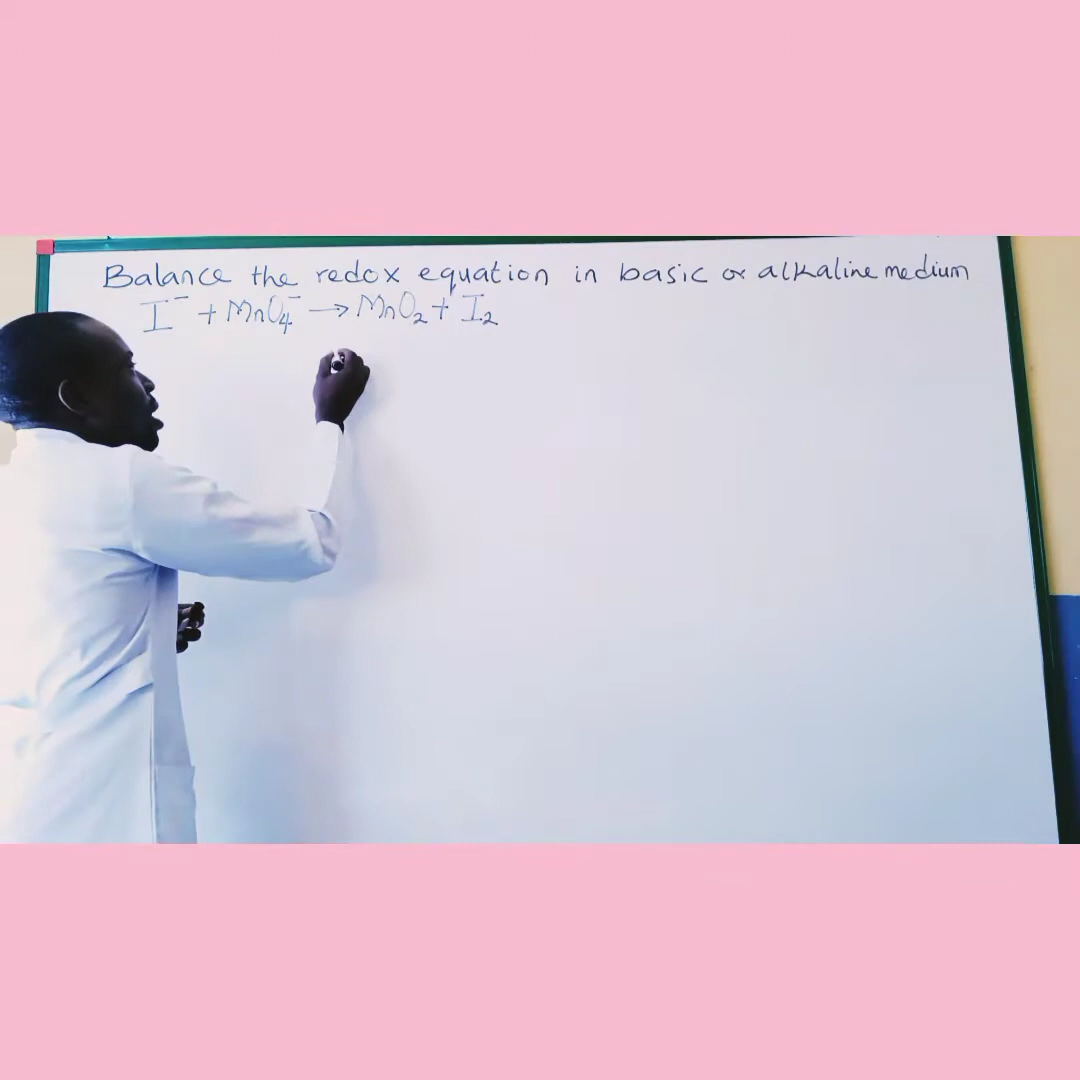 Balance the redox equation in basic or alkaline medium
I⁻ + MnO₄⁻ → MnO₂ + I₂